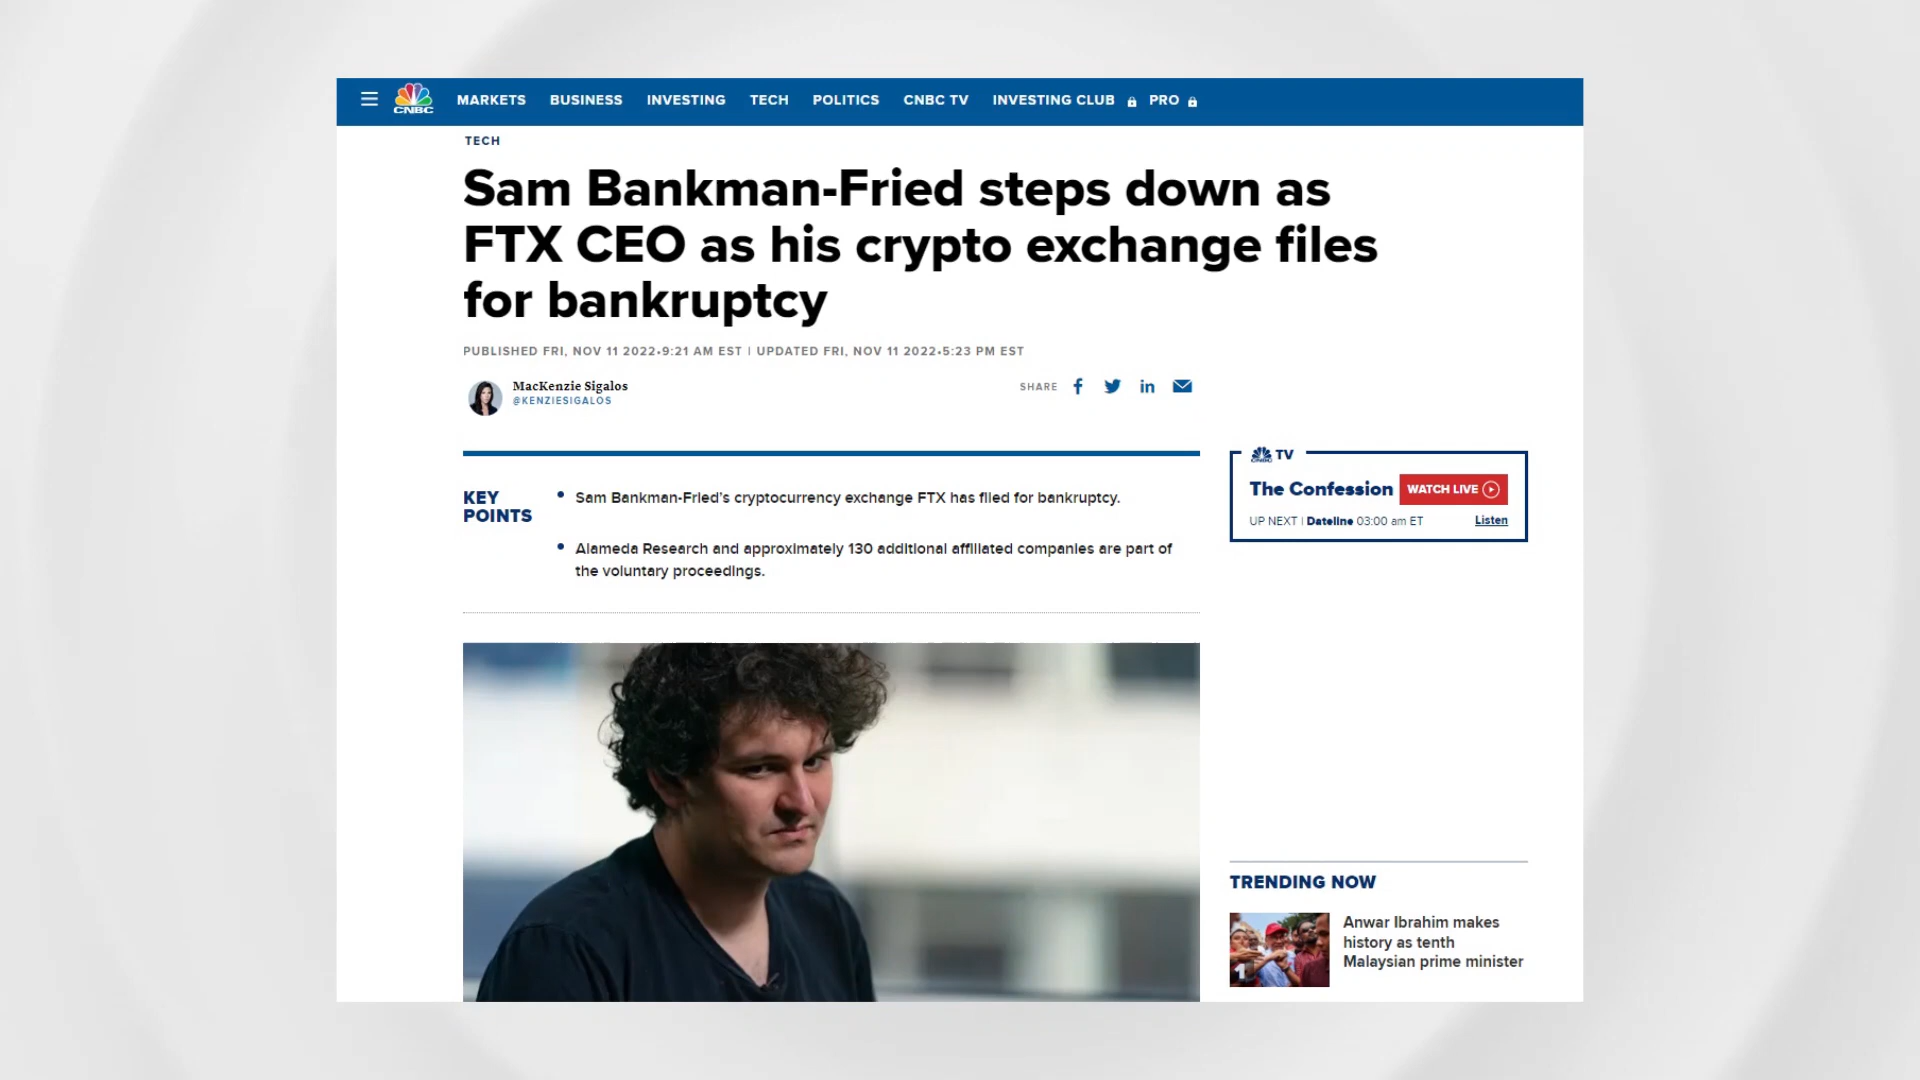 CNBC
MARKETS BUSINESS INVESTING TECH POLITICS CNBC TV INVESTING CLUB PRO
TECH
Sam Bankman-Fried steps down as
FTX CEO as his crypto exchange files
for bankruptcy
PUBLISHED FRI, NOV 11 2022•9:21 AM EST | UPDATED FRI, NOV 11 2022•5:23 PM EST
MacKenzie Sigalos
@KENZIESIGALOS
SHARE
KEY
POINTS
• Sam Bankman-Fried's cryptocurrency exchange FTX has filed for bankruptcy.
• Alameda Research and approximately 130 additional affiliated companies are part of
the voluntary proceedings.
CNBC TV
The Confession WATCH LIVE
UP NEXT | Dateline 03:00 am ET Listen
TRENDING NOW
1
Anwar Ibrahim makes
history as tenth
Malaysian prime minister